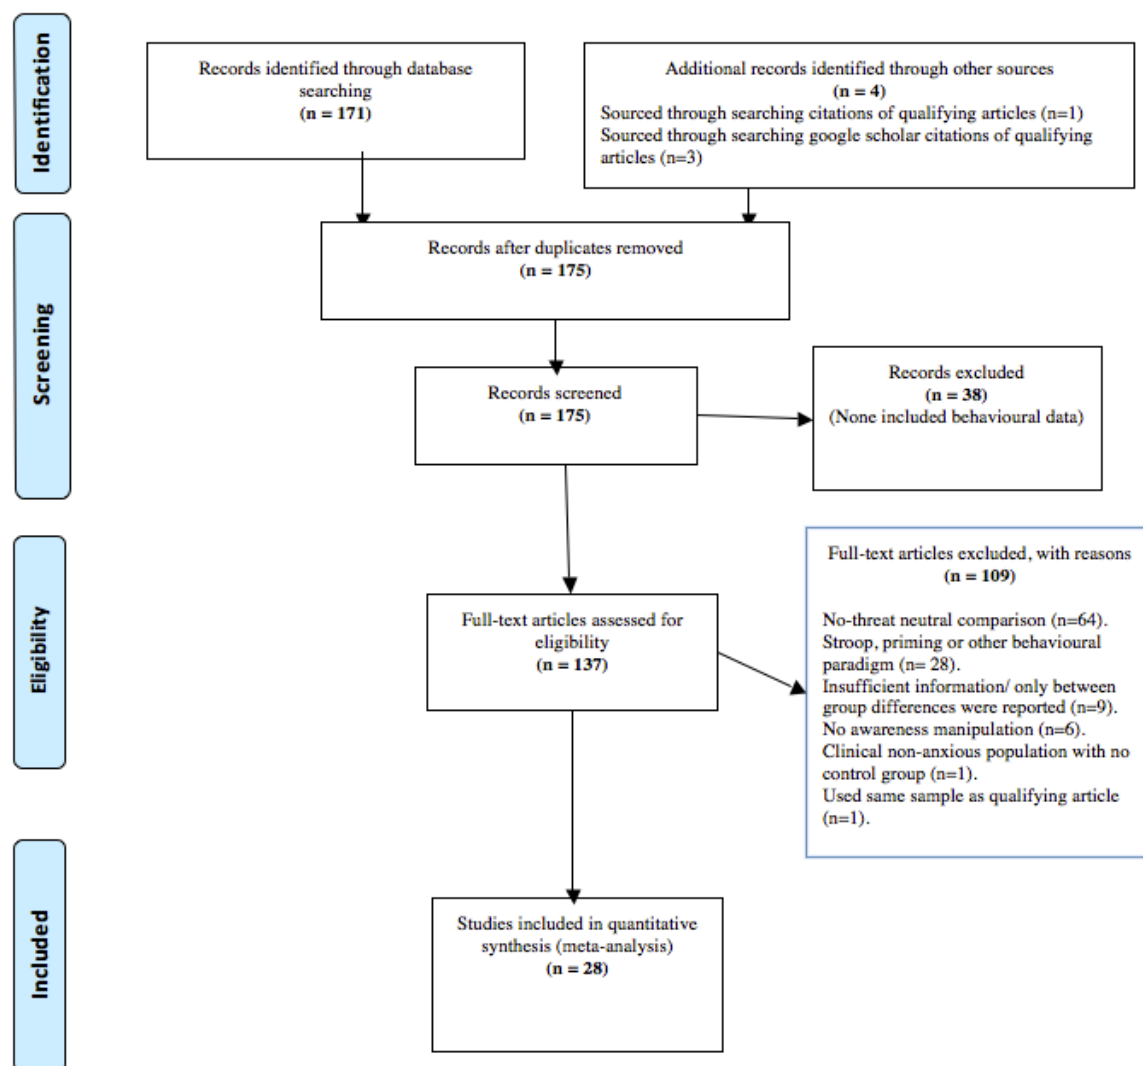 Identification
Records identified through database
searching
(n = 171)
Additional records identified through other sources
(n = 4)
Sourced through searching citations of qualifying articles (n=1)
Sourced through searching google scholar citations of qualifying
articles (n=3)
Screening
Records after duplicates removed
(n = 175)
Records screened
(n = 175)
Records excluded
(n = 38)
(None included behavioural data)
Eligibility
Full-text articles assessed for
eligibility
(n = 137)
Full-text articles excluded, with reasons
(n = 109)
No-threat neutral comparison (n=64).
Stroop, priming or other behavioural
paradigm (n= 28).
Insufficient information/ only between
group differences were reported (n=9).
No awareness manipulation (n=6).
Clinical non-anxious population with no
control group (n=1).
Used same sample as qualifying article
(n=1).
Included
Studies included in quantitative
synthesis (meta-analysis)
(n = 28)